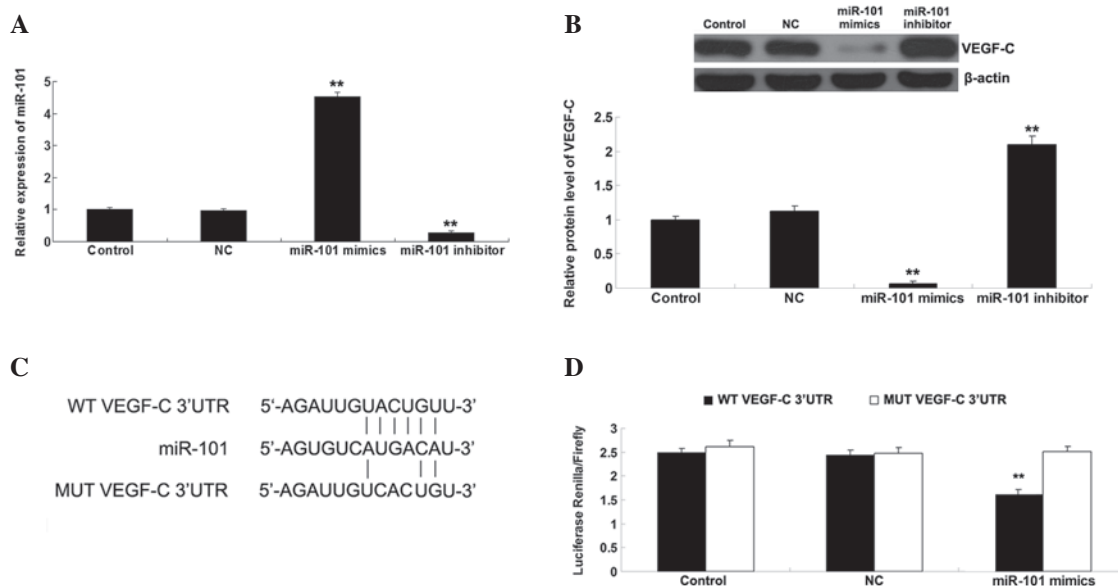 A
Relative expression of miR-101
5
4
3
2
1
0
**
**
Control
NC
miR-101 mimics
miR-101 inhibitor
B
Control
NC
miR-101
mimics
miR-101
inhibitor
VEGF-C
β-actin
Relative protein level of VEGF-C
2.5
2
1.5
1
0.5
0
**
**
Control
NC
miR-101 mimics
miR-101 inhibitor
C
WT VEGF-C 3'UTR 5'-AGAUUGUACUGUU-3'
miR-101 5'-AGUGUCAUGACAU-3'
MUT VEGF-C 3'UTR 5'-AGAUUGUCACUGU-3'
D
WT VEGF-C 3'UTR
MUT VEGF-C 3'UTR
Luciferase Renilla/Firefly
3
2.5
2
1.5
1
0.5
0
**
Control
NC
miR-101 mimics